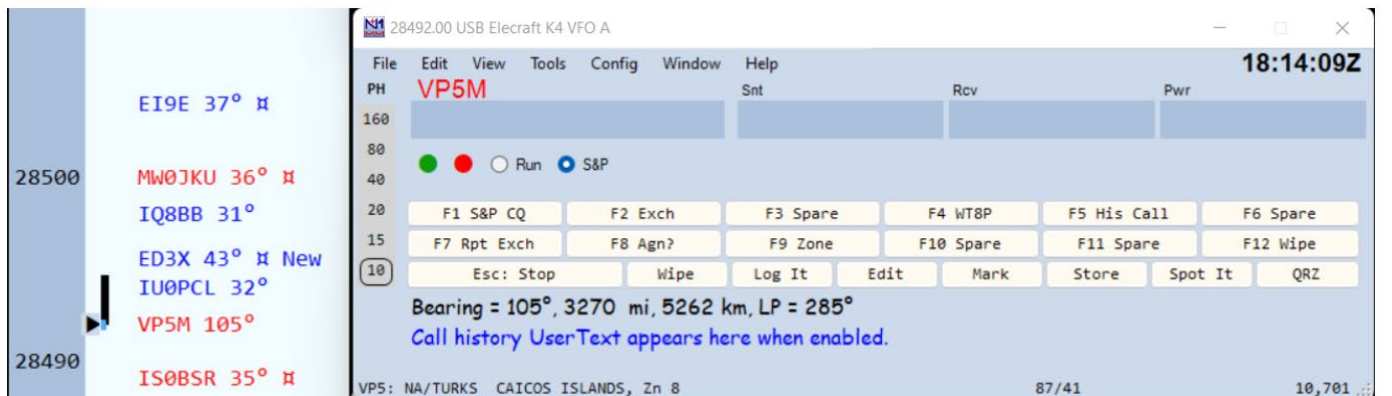 EI9E 37° ¤
28500 MW0JKU 36° ¤
IQ8BB 31°
ED3X 43° ¤ New
IU0PCL 32°
VP5M 105°
28490
IS0BSR 35° ¤
28492.00 USB Elecraft K4 VFO A
File Edit View Tools Config Window Help 18:14:09Z
PH VP5M Snt Rcv Pwr
160
80
40
20
15
10
Run S&P
F1 S&P CQ F2 Exch F3 Spare F4 WT8P F5 His Call F6 Spare
F7 Rpt Exch F8 Agn? F9 Zone F10 Spare F11 Spare F12 Wipe
Esc: Stop Wipe Log It Edit Mark Store Spot It QRZ
Bearing = 105°, 3270 mi, 5262 km, LP = 285°
Call history UserText appears here when enabled.
VP5: NA/TURKS CAICOS ISLANDS, Zn 8 87/41 10,701